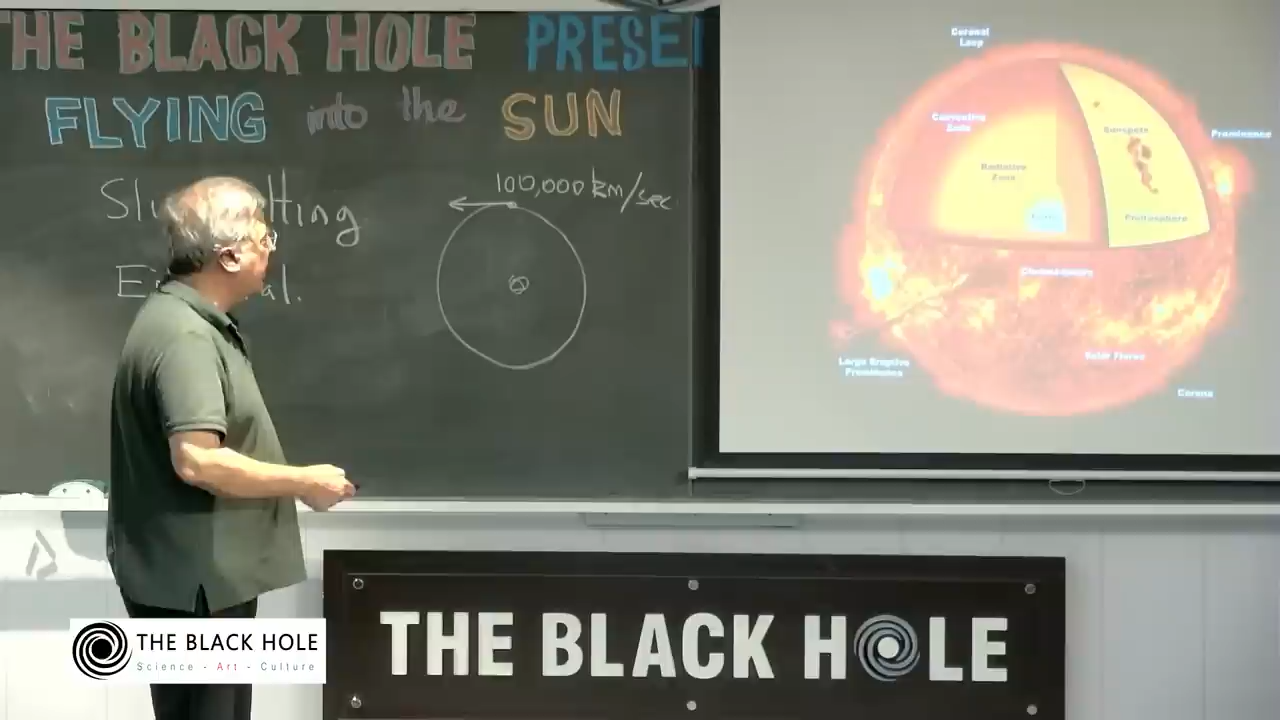 THE BLACK HOLE PRESE
FLYING into the SUN
100,000 km/sec
Coronal
Loop
Convective
Zone
Radiative
Zone
Sunspots
Prominence
Photosphere
Chromosphere
Large Eruptive
Prominence
Solar Flares
Corona
THE BLACK HOLE
Science - Art - Culture
THE BLACK HOLE